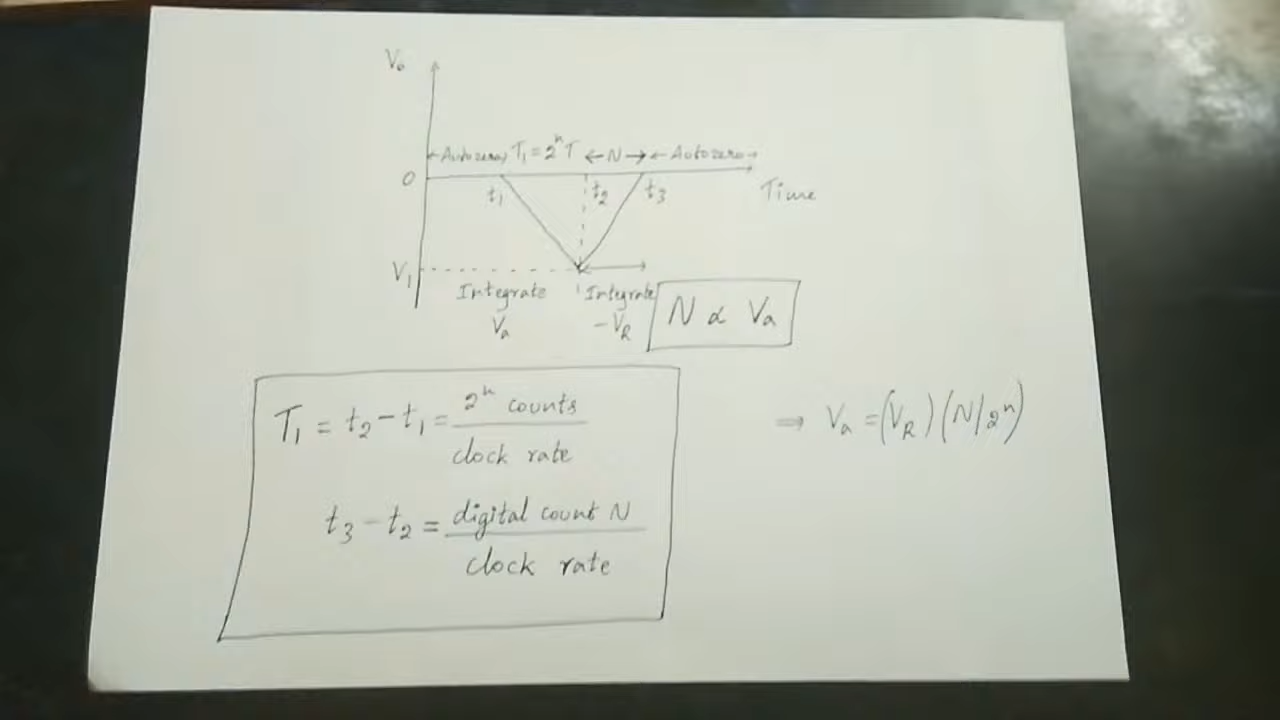 V₀
←Autozero→ T₁ = 2ⁿT ←N→ ←Autozero→
0 t₁ t₂ t₃ Time
V₁
Integrate Integrate
Vₐ -V_R
N ∝ Vₐ
T₁ = t₂ - t₁ = 2ⁿ counts / clock rate
⇒ Vₐ = (V_R) (N/2ⁿ)
t₃ - t₂ = digital count N / clock rate